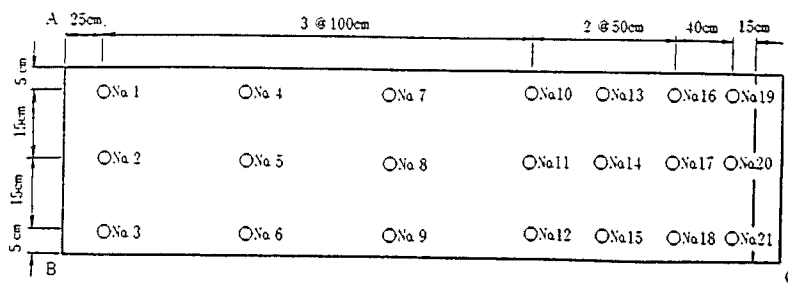 A 25cm 3 @100cm 2 @50cm 40cm 15cm
5 cm
№ 1 № 4 № 7 №10 №13 №16 №19
15cm
№ 2 № 5 № 8 №11 №14 №17 №20
15cm
№ 3 № 6 № 9 №12 №15 №18 №21
5 cm
B